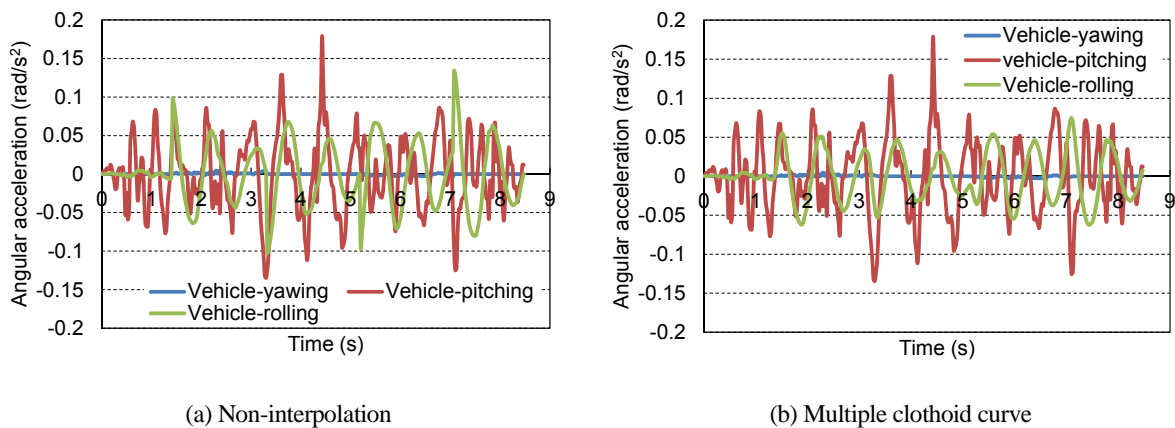 0.2
0.15
0.1
0.05
0
-0.05
-0.1
-0.15
-0.2
Angular acceleration (rad/s²)
0 1 2 3 4 5 6 7 8 9
Vehicle-yawing Vehicle-pitching
Vehicle-rolling
Time (s)
(a) Non-interpolation
0.2
0.15
0.1
0.05
0
-0.05
-0.1
-0.15
-0.2
Angular acceleration (rad/s²)
Vehicle-yawing
vehicle-pitching
Vehicle-rolling
0 1 2 3 4 5 6 7 8 9
Time (s)
(b) Multiple clothoid curve